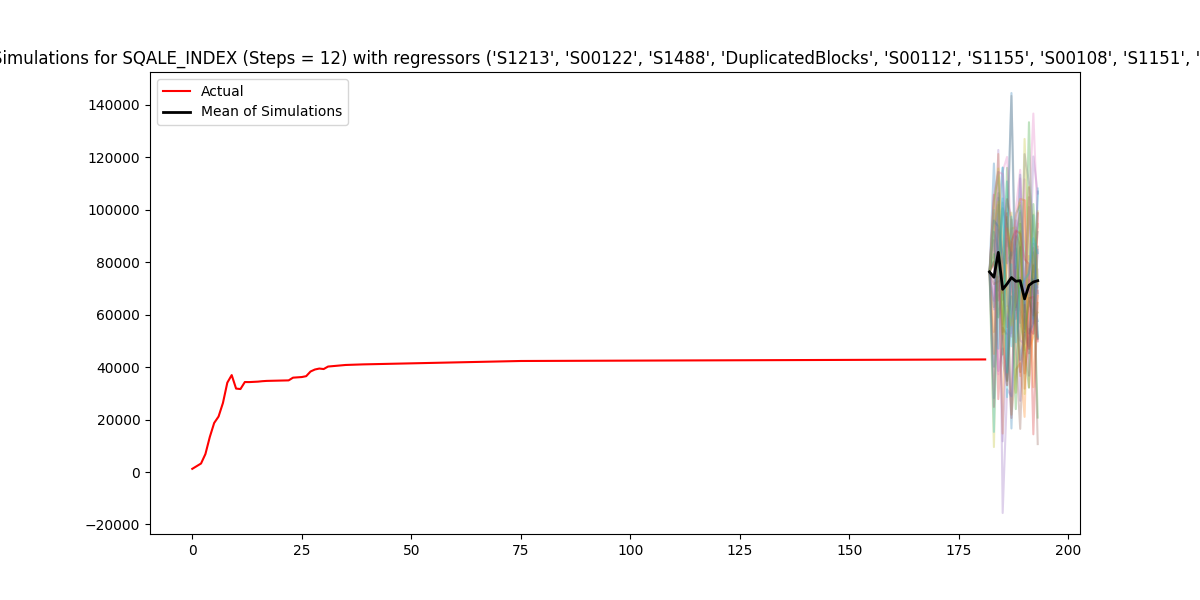 Simulations for SQALE_INDEX (Steps = 12) with regressors ('S1213', 'S00122', 'S1488', 'DuplicatedBlocks', 'S00112', 'S1155', 'S00108', 'S1151', '
Actual
Mean of Simulations
140000
120000
100000
80000
60000
40000
20000
0
−20000
0 25 50 75 100 125 150 175 200